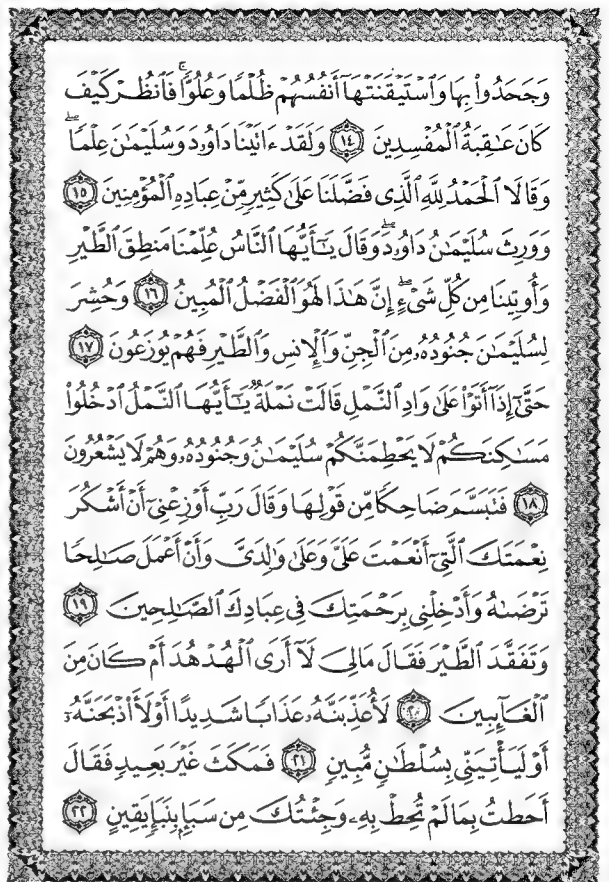 وَجَحَدُواْ بِهَا وَٱسْتَيْقَنَتْهَآ أَنفُسُهُمْ ظُلْمًا وَعُلُوًّاۚ فَٱنظُرْ كَيْفَ
كَانَ عَٰقِبَةُ ٱلْمُفْسِدِينَ ١٤ وَلَقَدْ ءَاتَيْنَا دَاوُۥدَ وَسُلَيْمَٰنَ عِلْمًاۖ
وَقَالَا ٱلْحَمْدُ لِلَّهِ ٱلَّذِى فَضَّلَنَا عَلَىٰ كَثِيرٍ مِّنْ عِبَادِهِ ٱلْمُؤْمِنِينَ ١٥
وَوَرِثَ سُلَيْمَٰنُ دَاوُۥدَۖ وَقَالَ يَٰٓأَيُّهَا ٱلنَّاسُ عُلِّمْنَا مَنطِقَ ٱلطَّيْرِ
وَأُوتِينَا مِن كُلِّ شَىْءٍۖ إِنَّ هَٰذَا لَهُوَ ٱلْفَضْلُ ٱلْمُبِينُ ١٦ وَحُشِرَ
لِسُلَيْمَٰنَ جُنُودُهُۥ مِنَ ٱلْجِنِّ وَٱلْإِنسِ وَٱلطَّيْرِ فَهُمْ يُوزَعُونَ ١٧
حَتَّىٰٓ إِذَآ أَتَوْاْ عَلَىٰ وَادِ ٱلنَّمْلِ قَالَتْ نَمْلَةٌ يَٰٓأَيُّهَا ٱلنَّمْلُ ٱدْخُلُواْ
مَسَٰكِنَكُمْ لَا يَحْطِمَنَّكُمْ سُلَيْمَٰنُ وَجُنُودُهُۥ وَهُمْ لَا يَشْعُرُونَ
١٨ فَتَبَسَّمَ ضَاحِكًا مِّن قَوْلِهَا وَقَالَ رَبِّ أَوْزِعْنِىٓ أَنْ أَشْكُرَ
نِعْمَتَكَ ٱلَّتِىٓ أَنْعَمْتَ عَلَىَّ وَعَلَىٰ وَٰلِدَىَّ وَأَنْ أَعْمَلَ صَٰلِحًا
تَرْضَىٰهُ وَأَدْخِلْنِى بِرَحْمَتِكَ فِى عِبَادِكَ ٱلصَّٰلِحِينَ ١٩
وَتَفَقَّدَ ٱلطَّيْرَ فَقَالَ مَالِىَ لَآ أَرَى ٱلْهُدْهُدَ أَمْ كَانَ مِنَ
ٱلْغَآئِبِينَ ٢٠ لَأُعَذِّبَنَّهُۥ عَذَابًا شَدِيدًا أَوْ لَأَاْذْبَحَنَّهُۥٓ
أَوْ لَيَأْتِيَنِّى بِسُلْطَٰنٍ مُّبِينٍ ٢١ فَمَكَثَ غَيْرَ بَعِيدٍ فَقَالَ
أَحَطتُ بِمَا لَمْ تُحِطْ بِهِۦ وَجِئْتُكَ مِن سَبَإٍۭ بِنَبَإٍ يَقِينٍ ٢٢